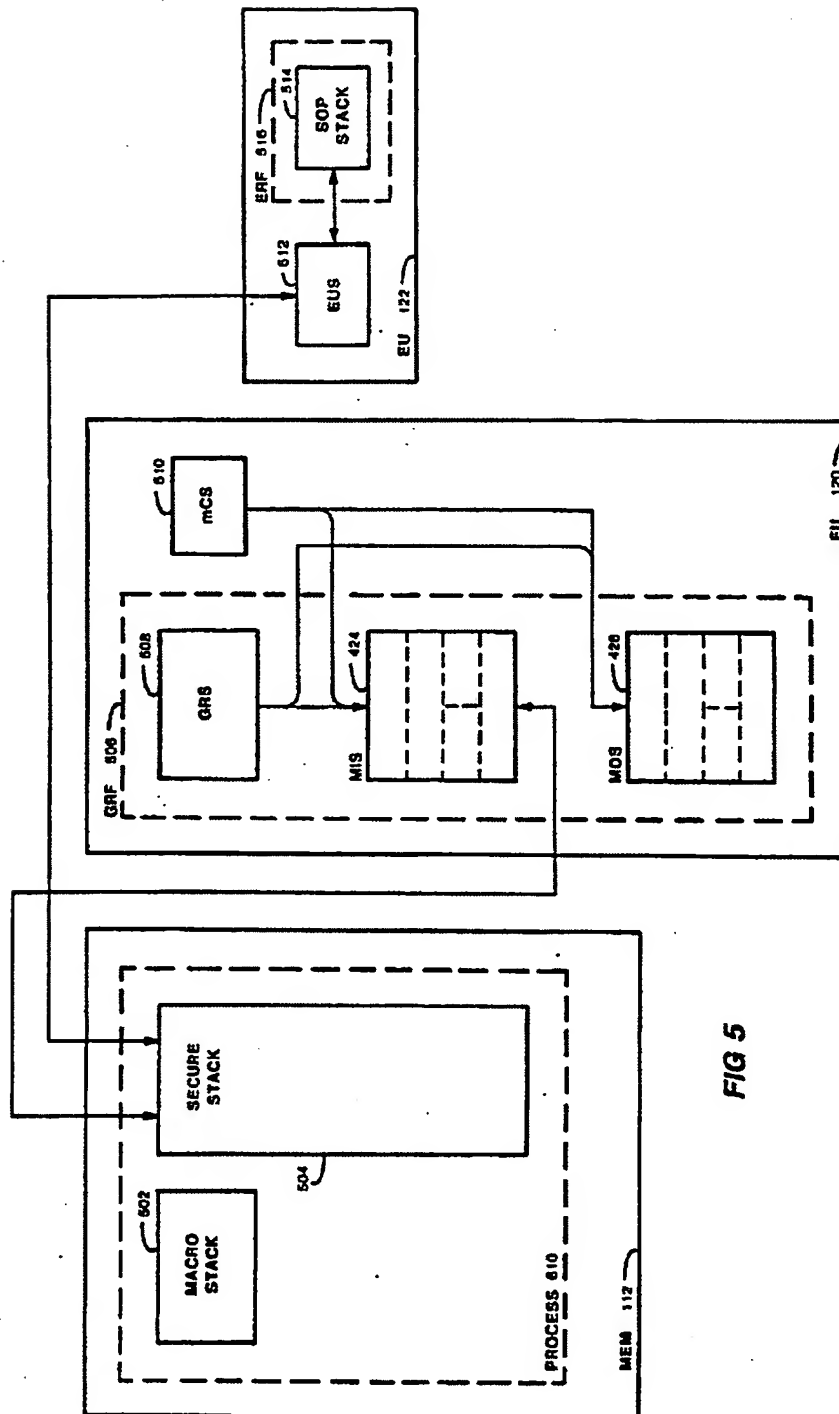 MACRO
STACK
502
SECURE
STACK
504
PROCESS 610
MEM 112
GRF 506
GRS
508
mCS
510
MIS
424
MOS
426
120
EUS
512
ERF 516
SOP
STACK
514
EU 122
FIG 5